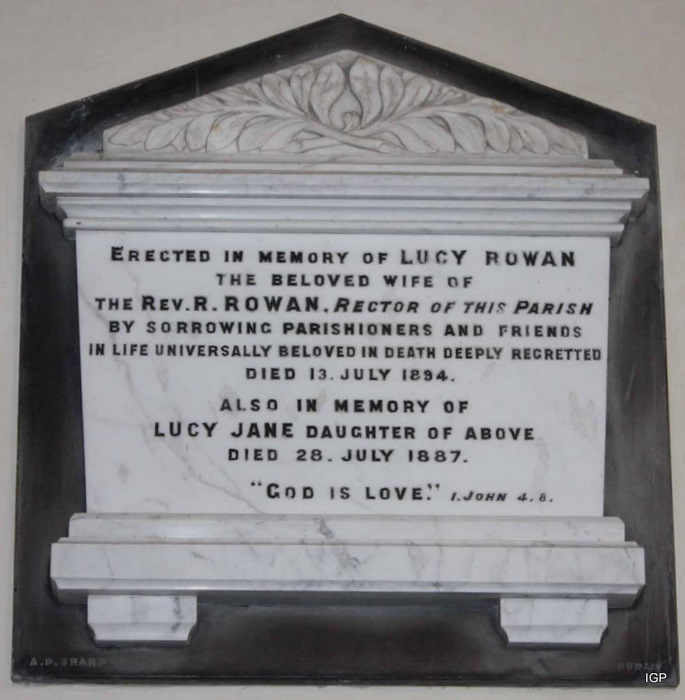 ERECTED IN MEMORY OF LUCY ROWAN
THE BELOVED WIFE OF
THE REV. R. ROWAN, RECTOR OF THIS PARISH
BY SORROWING PARISHIONERS AND FRIENDS
IN LIFE UNIVERSALLY BELOVED IN DEATH DEEPLY REGRETTED
DIED 13. JULY 1894.
ALSO IN MEMORY OF
LUCY JANE DAUGHTER OF ABOVE
DIED 28. JULY 1887.
"GOD IS LOVE." 1. JOHN 4. 8.
A.P. SHARP DUBLIN
IGP